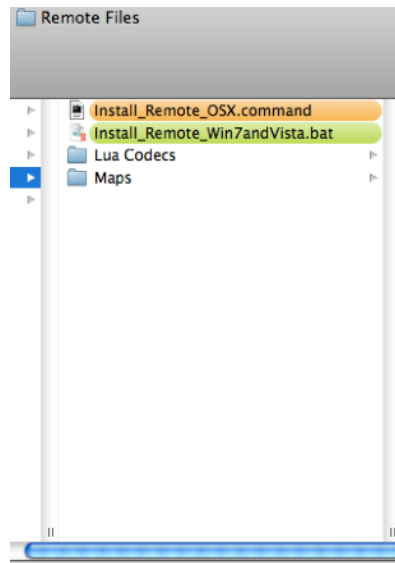 Remote Files
Install_Remote_OSX.command
Install_Remote_Win7andVista.bat
Lua Codecs
Maps